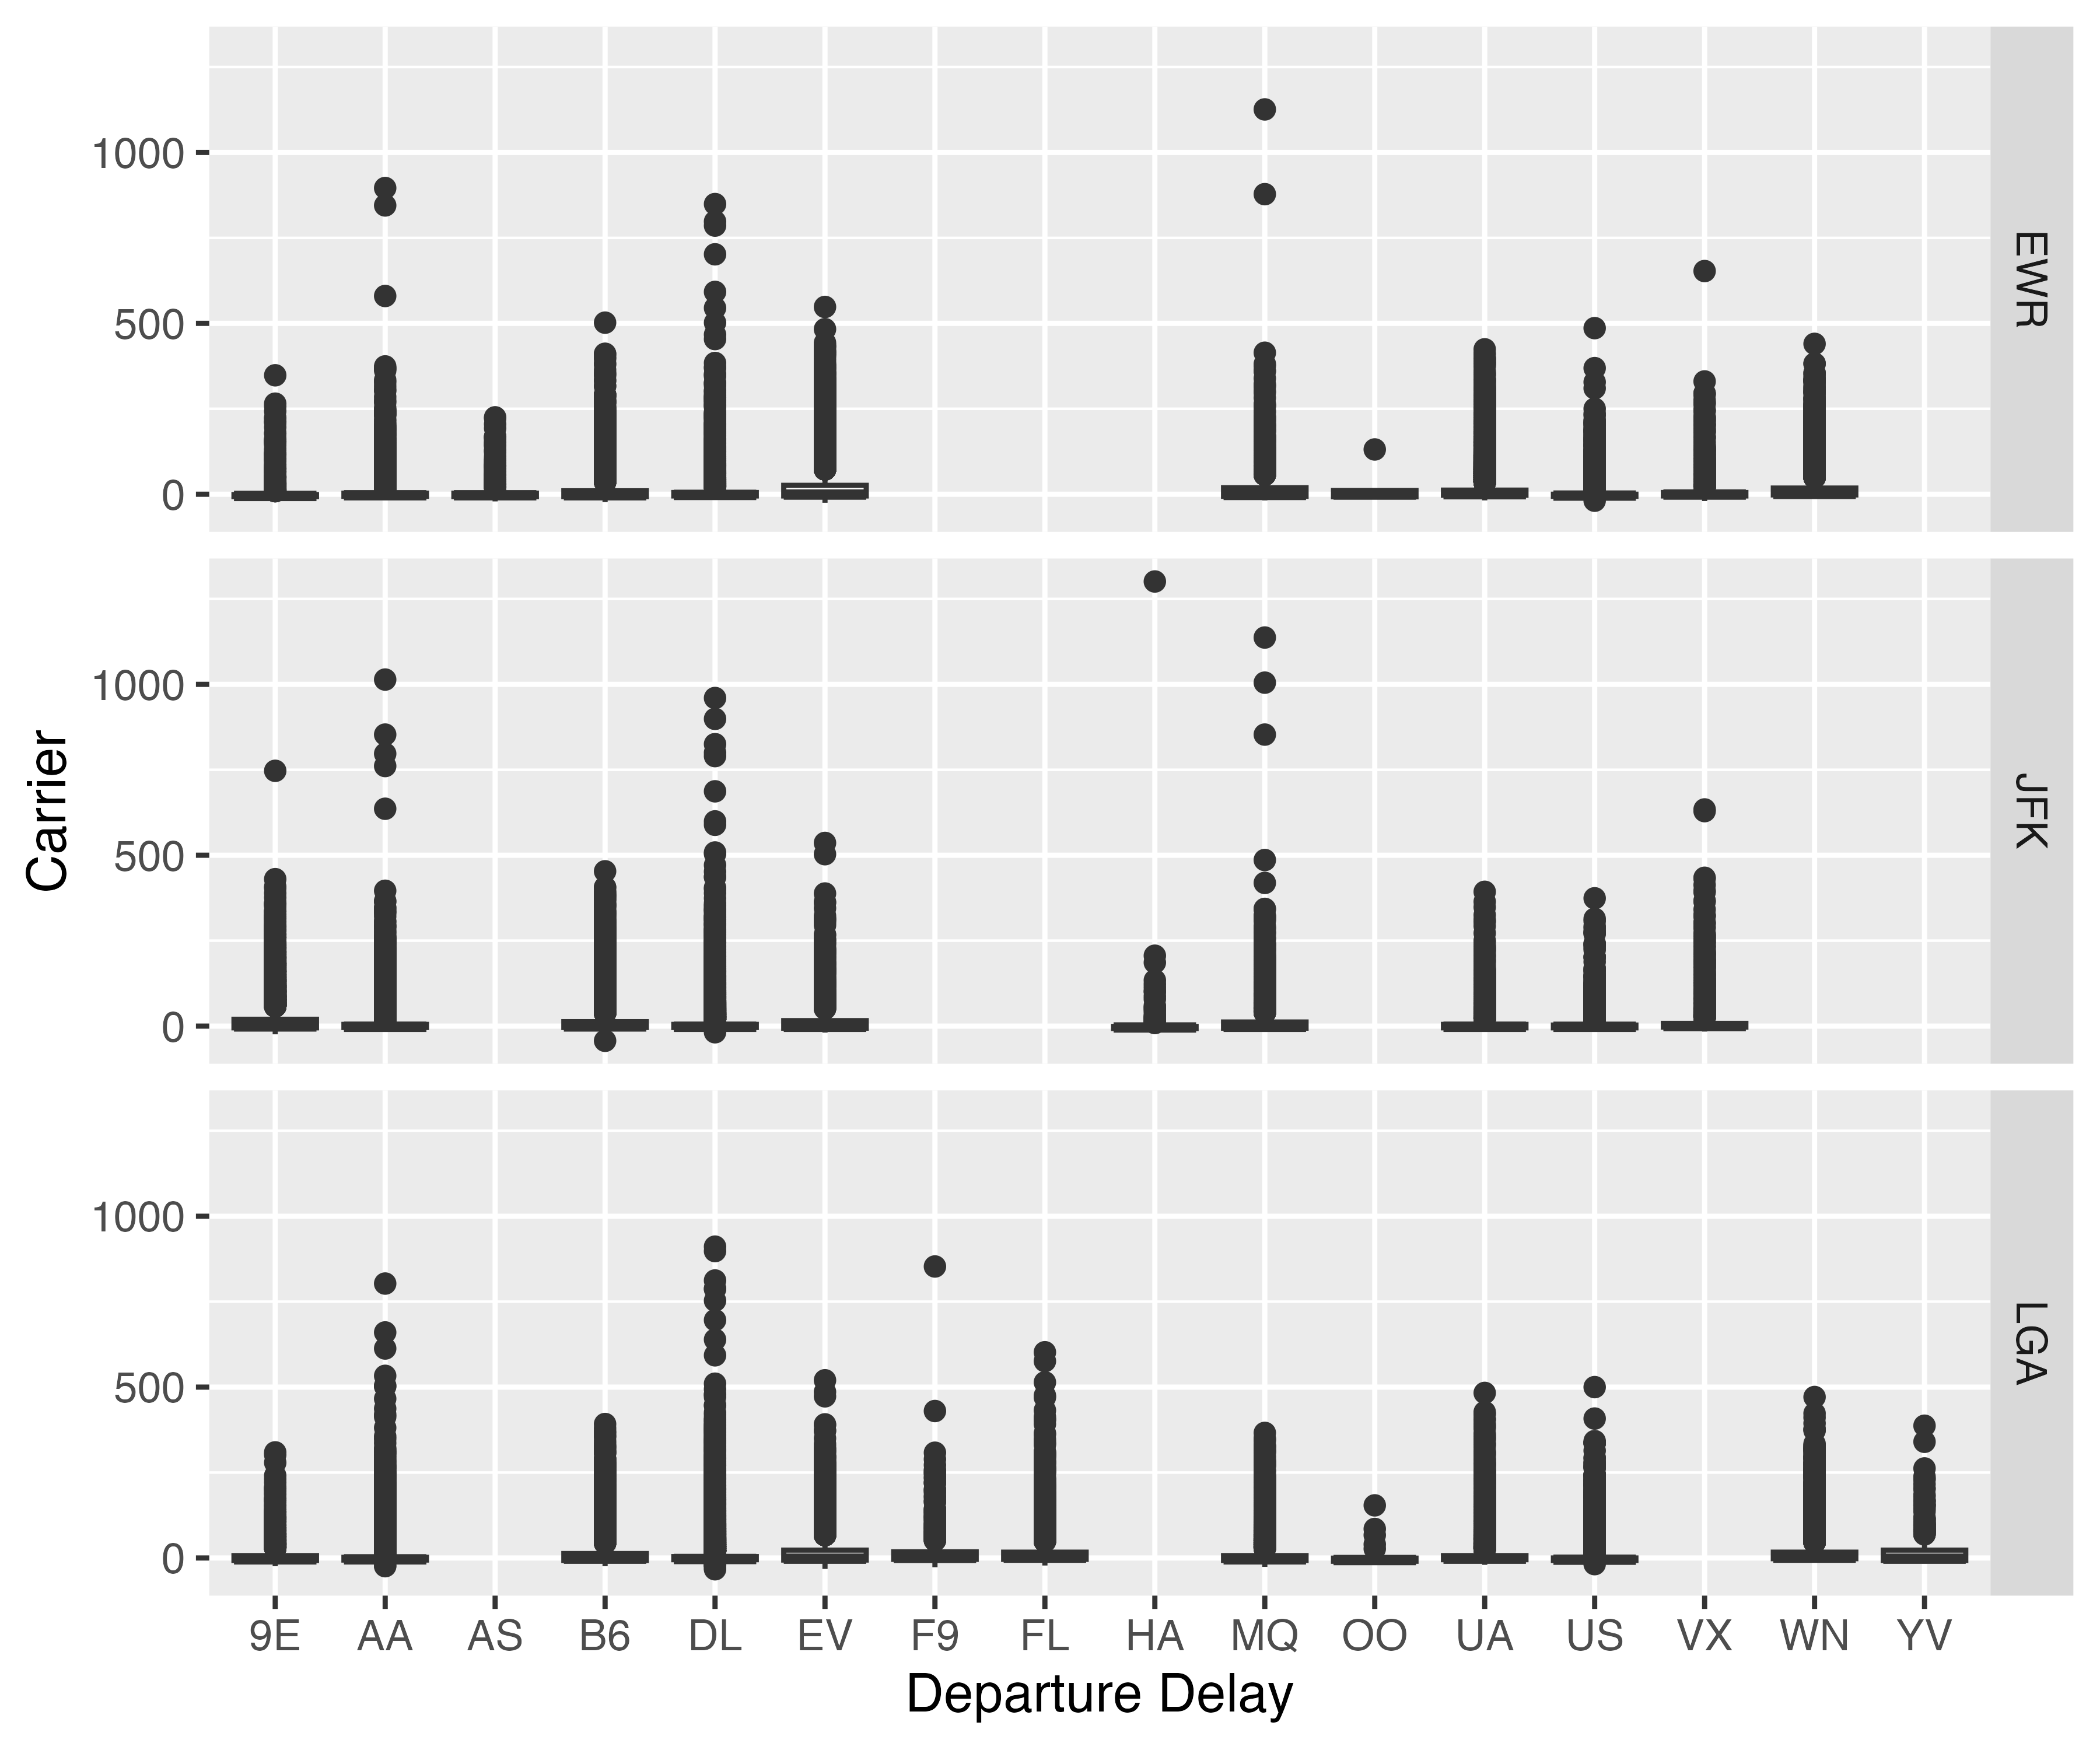 1000
500
0
EWR
Carrier
1000
500
0
JFK
1000
500
0
LGA
9E AA AS B6 DL EV F9 FL HA MQ OO UA US VX WN YV
Departure Delay